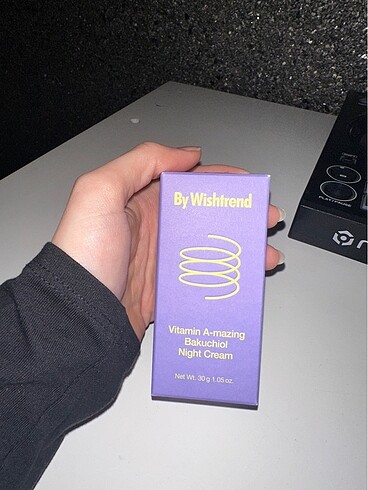 By Wishtrend
Vitamin A-mazing
Bakuchiol
Night Cream
Net Wt. 30 g 1.05 oz.